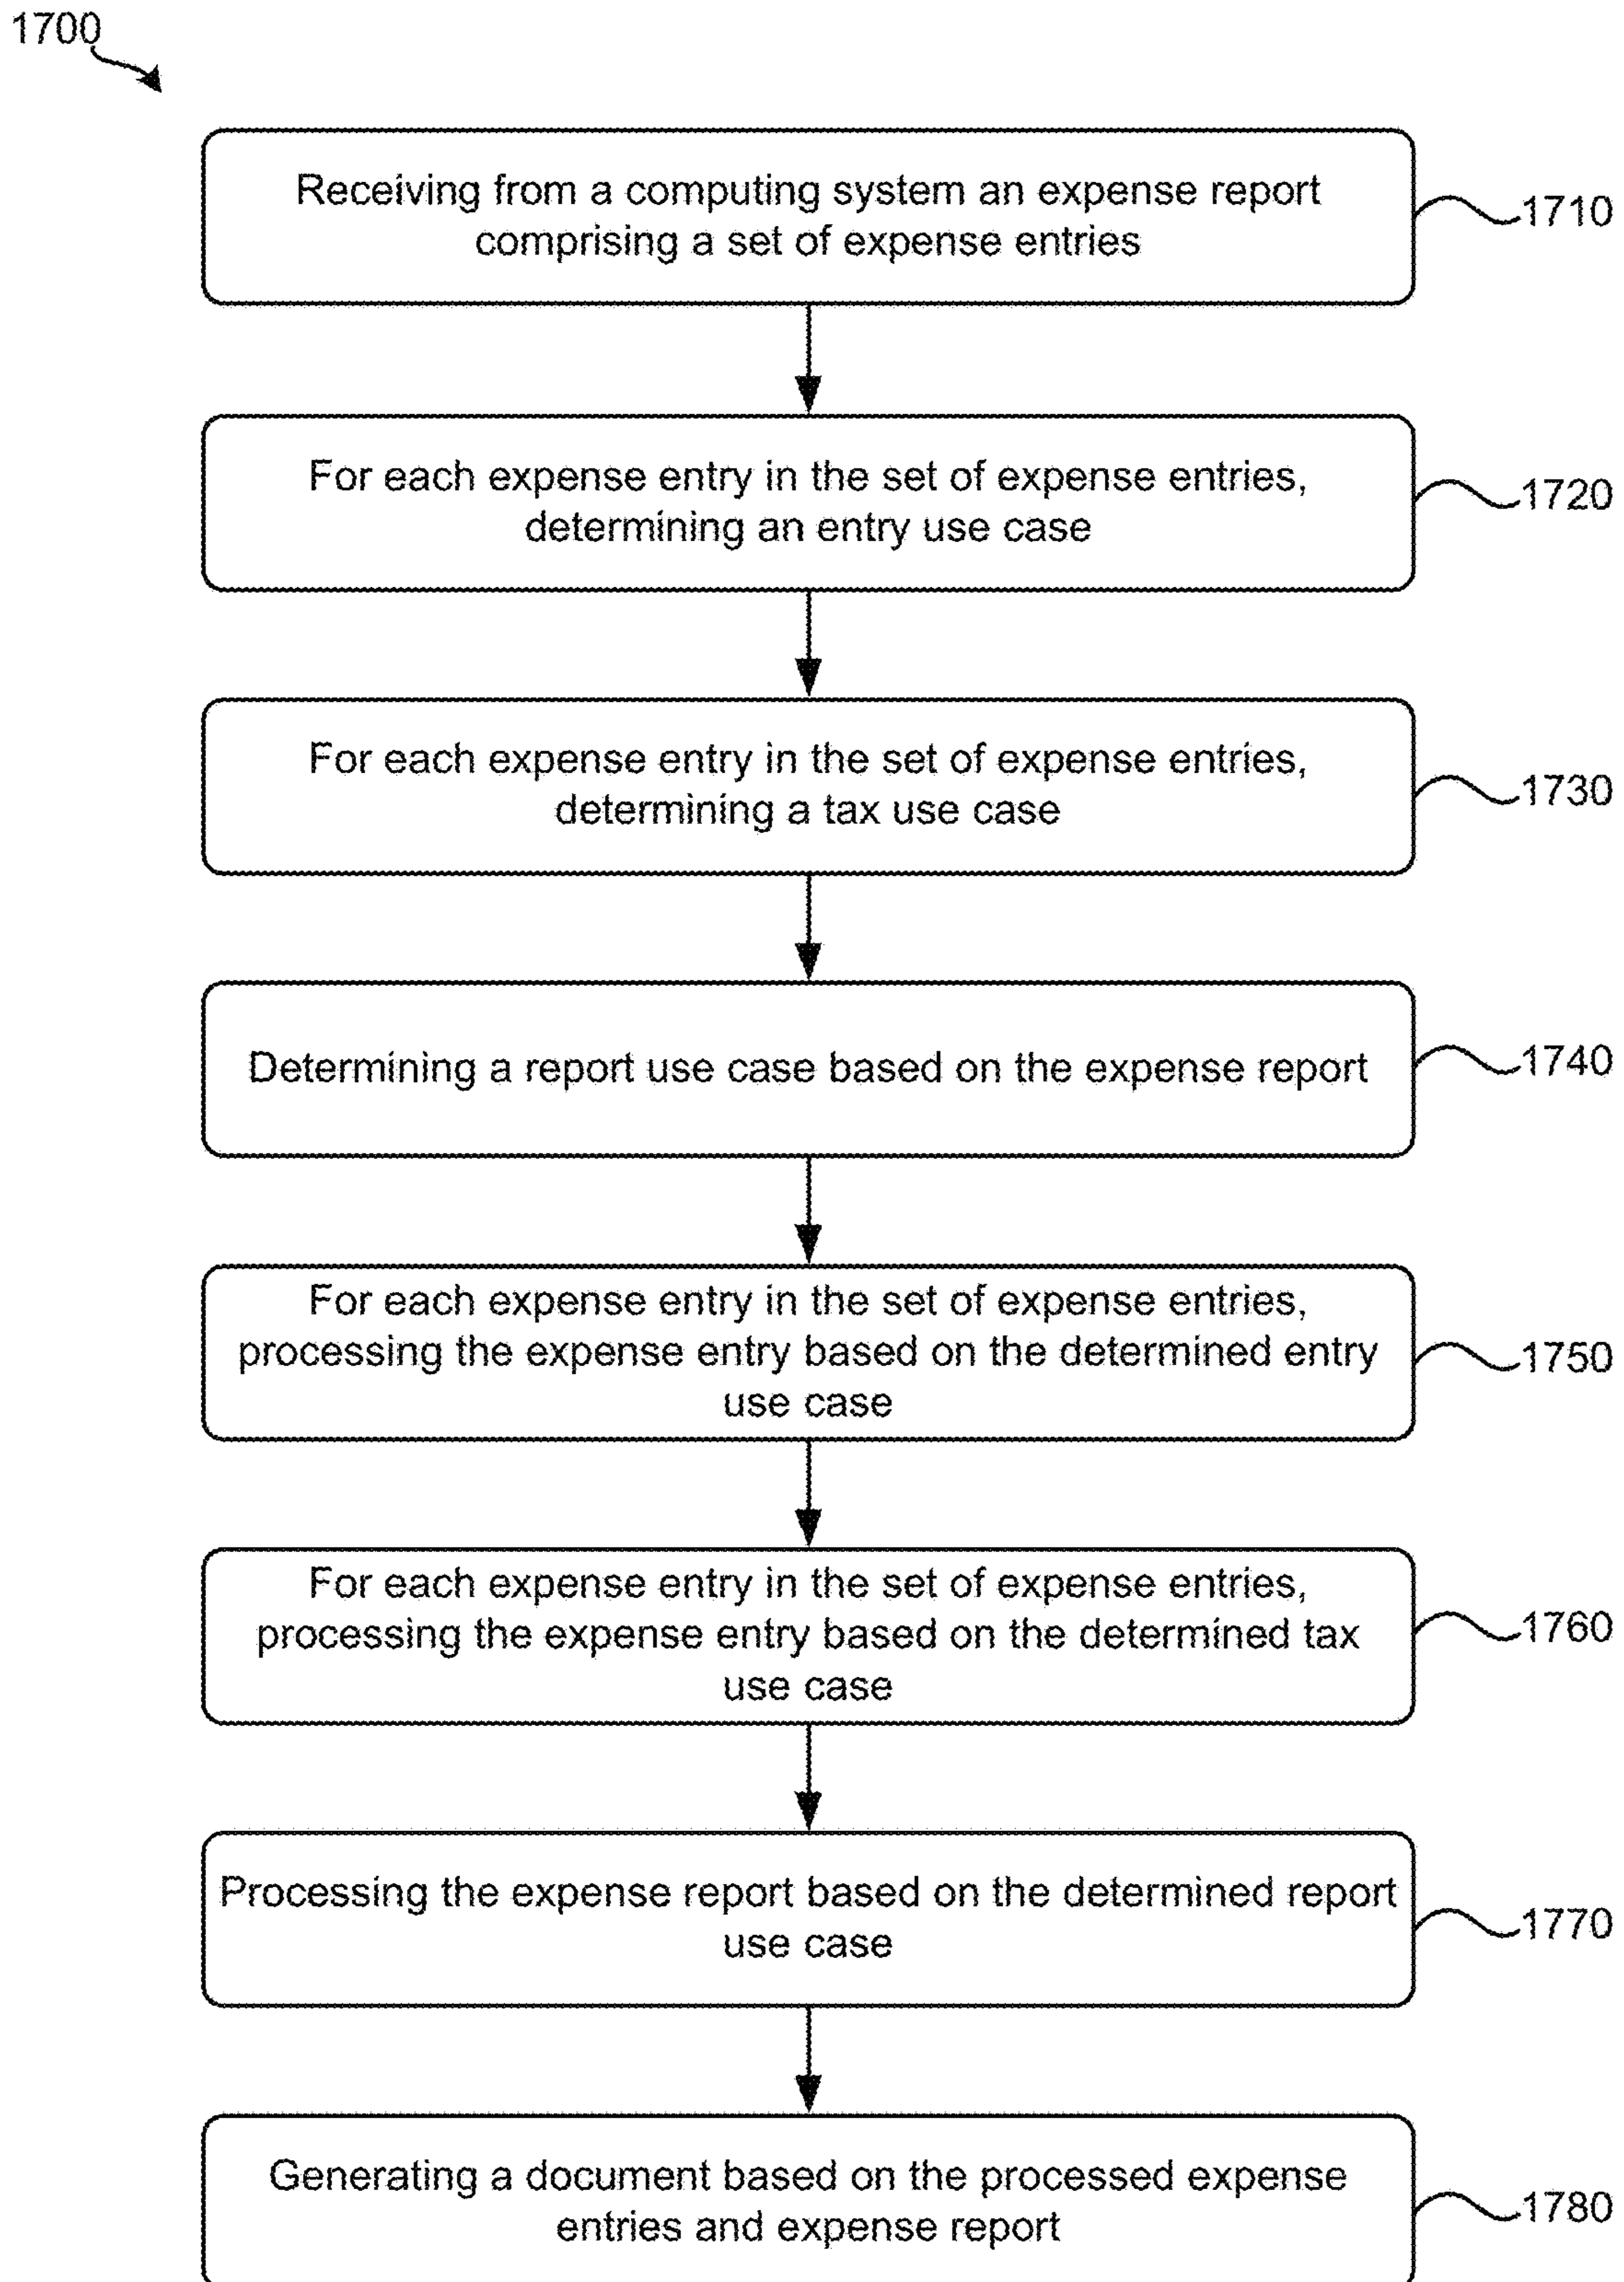 1700
Receiving from a computing system an expense report
comprising a set of expense entries
1710
For each expense entry in the set of expense entries,
determining an entry use case
1720
For each expense entry in the set of expense entries,
determining a tax use case
1730
Determining a report use case based on the expense report
1740
For each expense entry in the set of expense entries,
processing the expense entry based on the determined entry
use case
1750
For each expense entry in the set of expense entries,
processing the expense entry based on the determined tax
use case
1760
Processing the expense report based on the determined report
use case
1770
Generating a document based on the processed expense
entries and expense report
1780